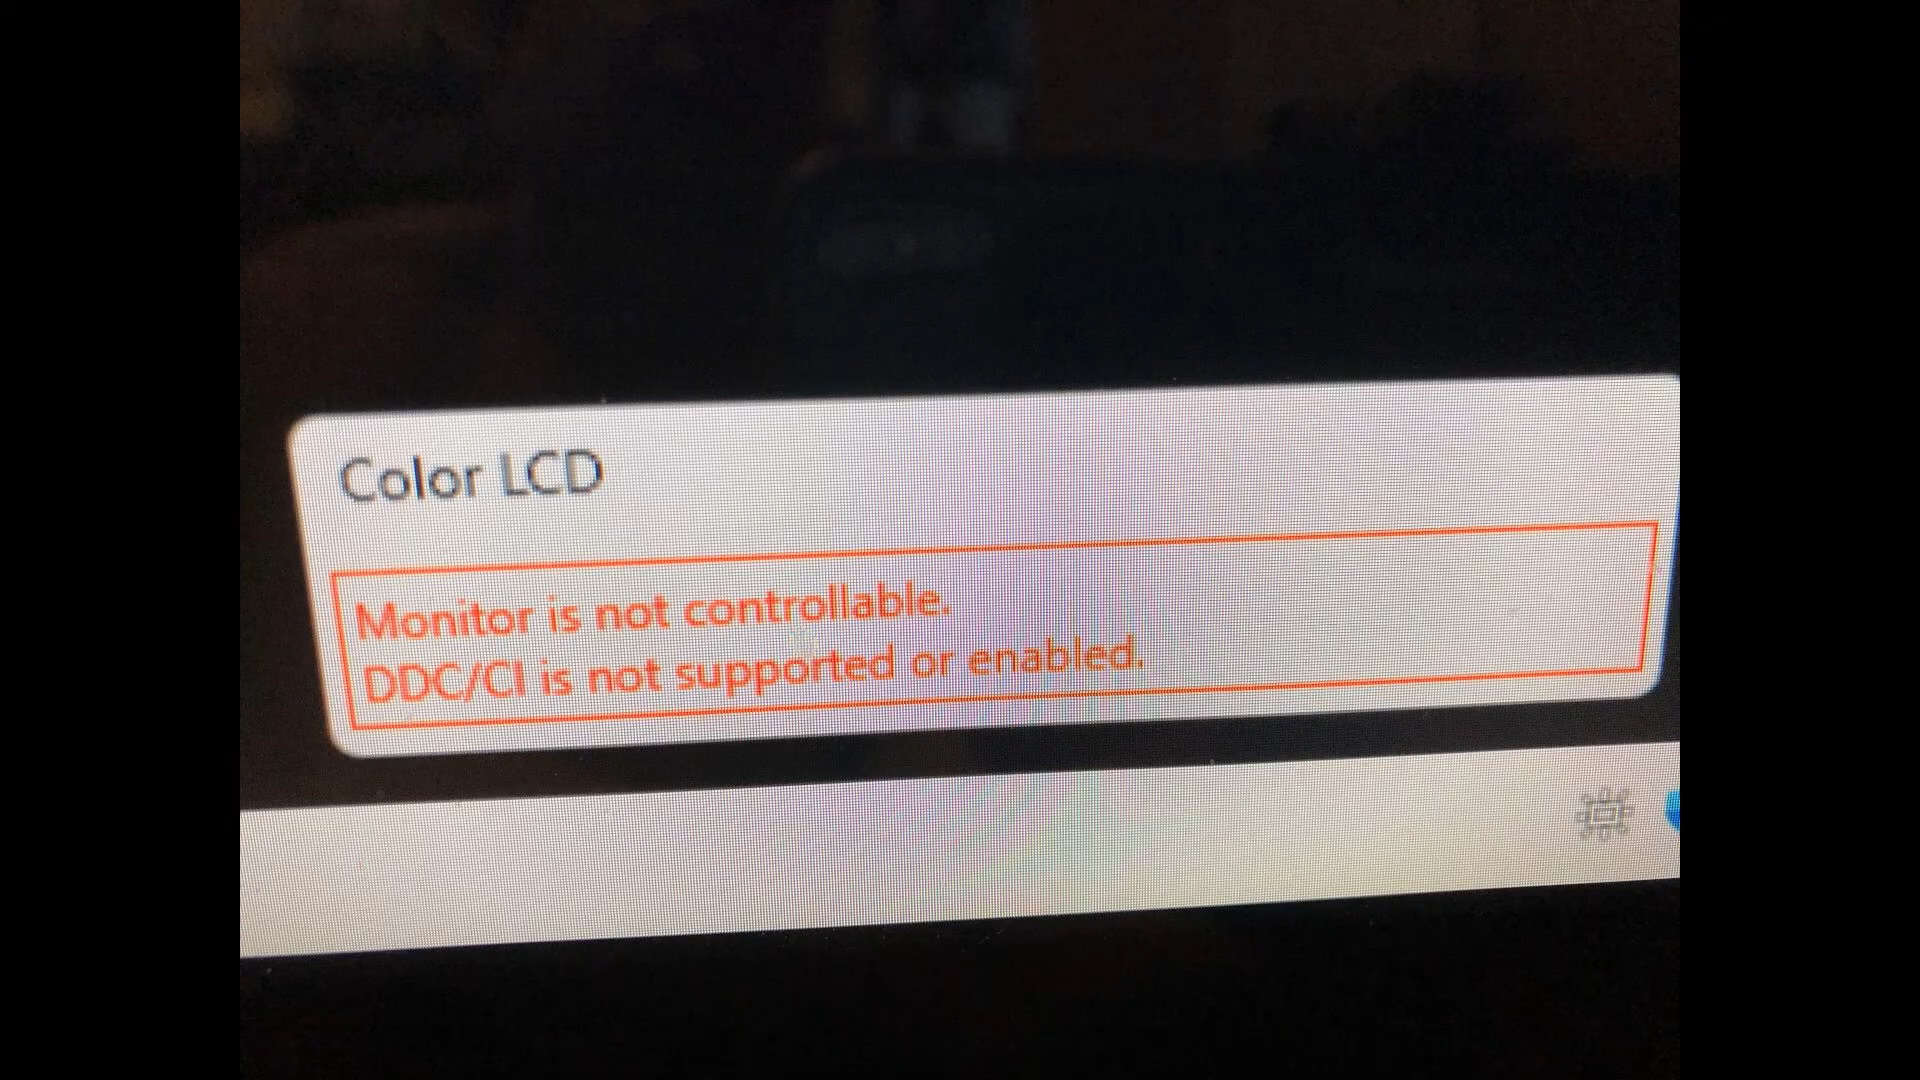 Color LCD
Monitor is not controllable.
DDC/CI is not supported or enabled.